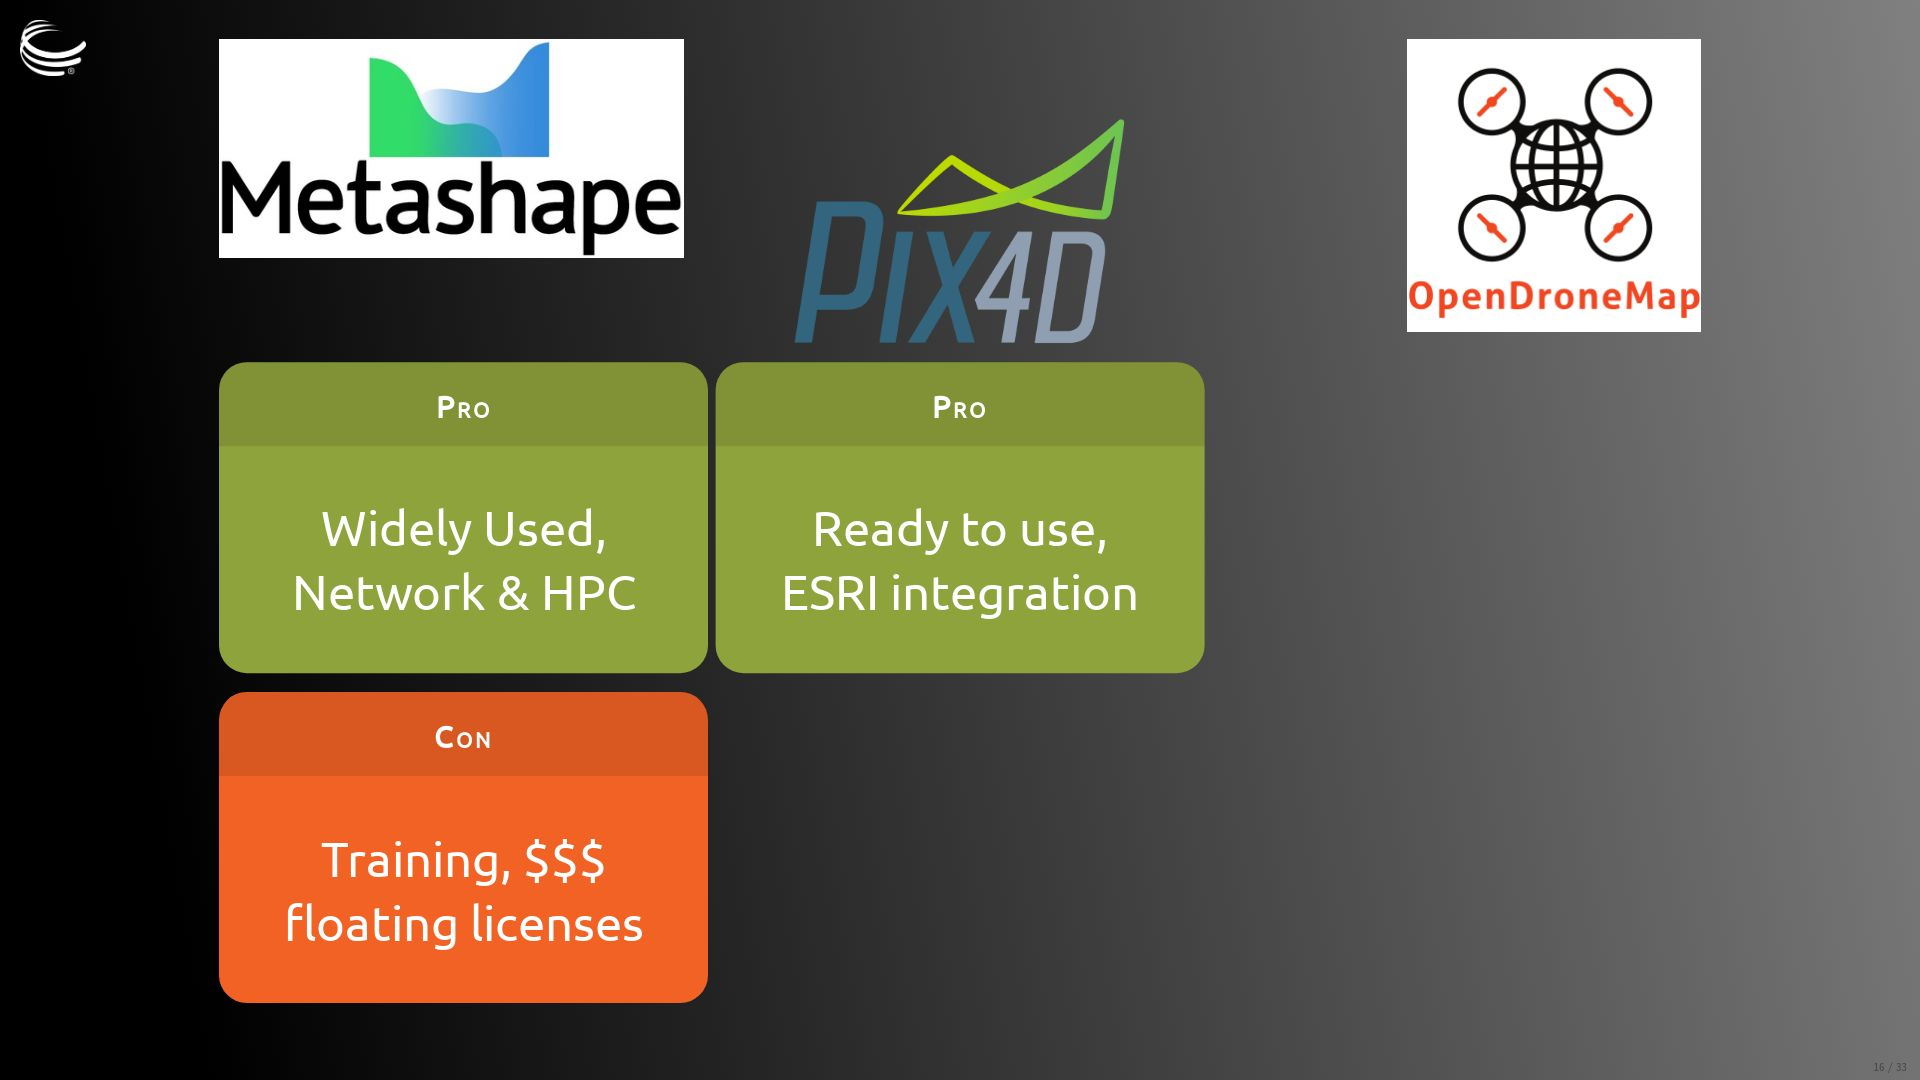 Metashape
PIX4D
OpenDroneMap
PRO
Widely Used,
Network & HPC
PRO
Ready to use,
ESRI integration
CON
Training, $$$
floating licenses
16 / 33